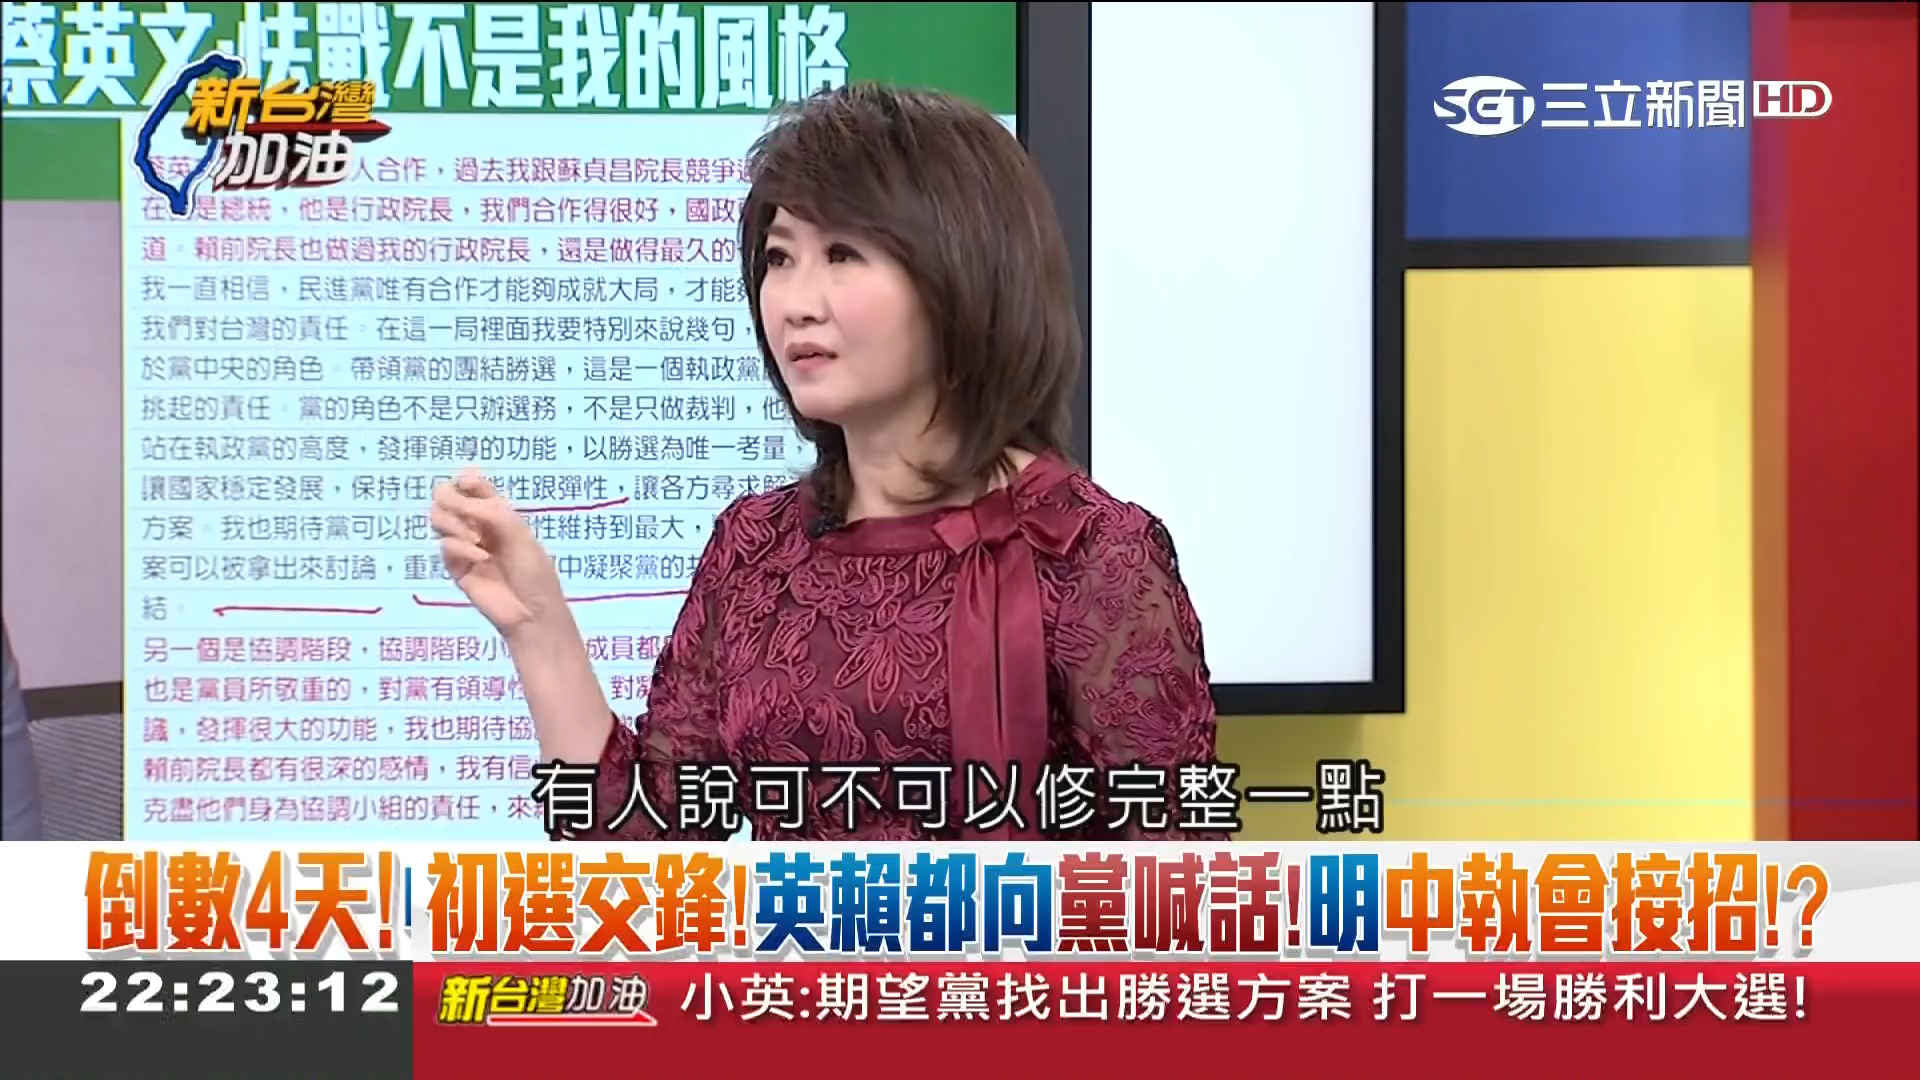 蔡英文:怯戰不是我的風格
新台灣加油
SET三立新聞HD
人合作，過去我跟蘇貞昌院長競爭
在 是總統，他是行政院長，我們合作得很好，國政
道。賴前院長也做過我的行政院長，還是做得最久的
我一直相信，民進黨唯有合作才能夠成就大局，才能
我們對台灣的責任。在這一局裡面我要特別來說幾句，
於黨中央的角色。帶領黨的團結勝選，這是一個執政黨
挑起的責任。黨的角色不是只辦選務，不是只做裁判，他
站在執政黨的高度，發揮領導的功能，以勝選為唯一考量，
讓國家穩定發展，保持任 能性跟彈性，讓各方尋求解
方案。我也期待黨可以把 性維持到最大，
案可以被拿出來討論，重 中凝聚黨的共
結。
另一個是協調階段，協調階段小 成員都
也是黨員所敬重的，對黨有領導性 對
識，發揮很大的功能，我也期待協
賴前院長都有很深的感情，我有信
克盡他們身為協調小組的責任，來
有人說可不可以修完整一點
倒數4天! 初選交鋒!英賴都向黨喊話!明中執會接招!?
22:23:12 新台灣加油 小英:期望黨找出勝選方案 打一場勝利大選!